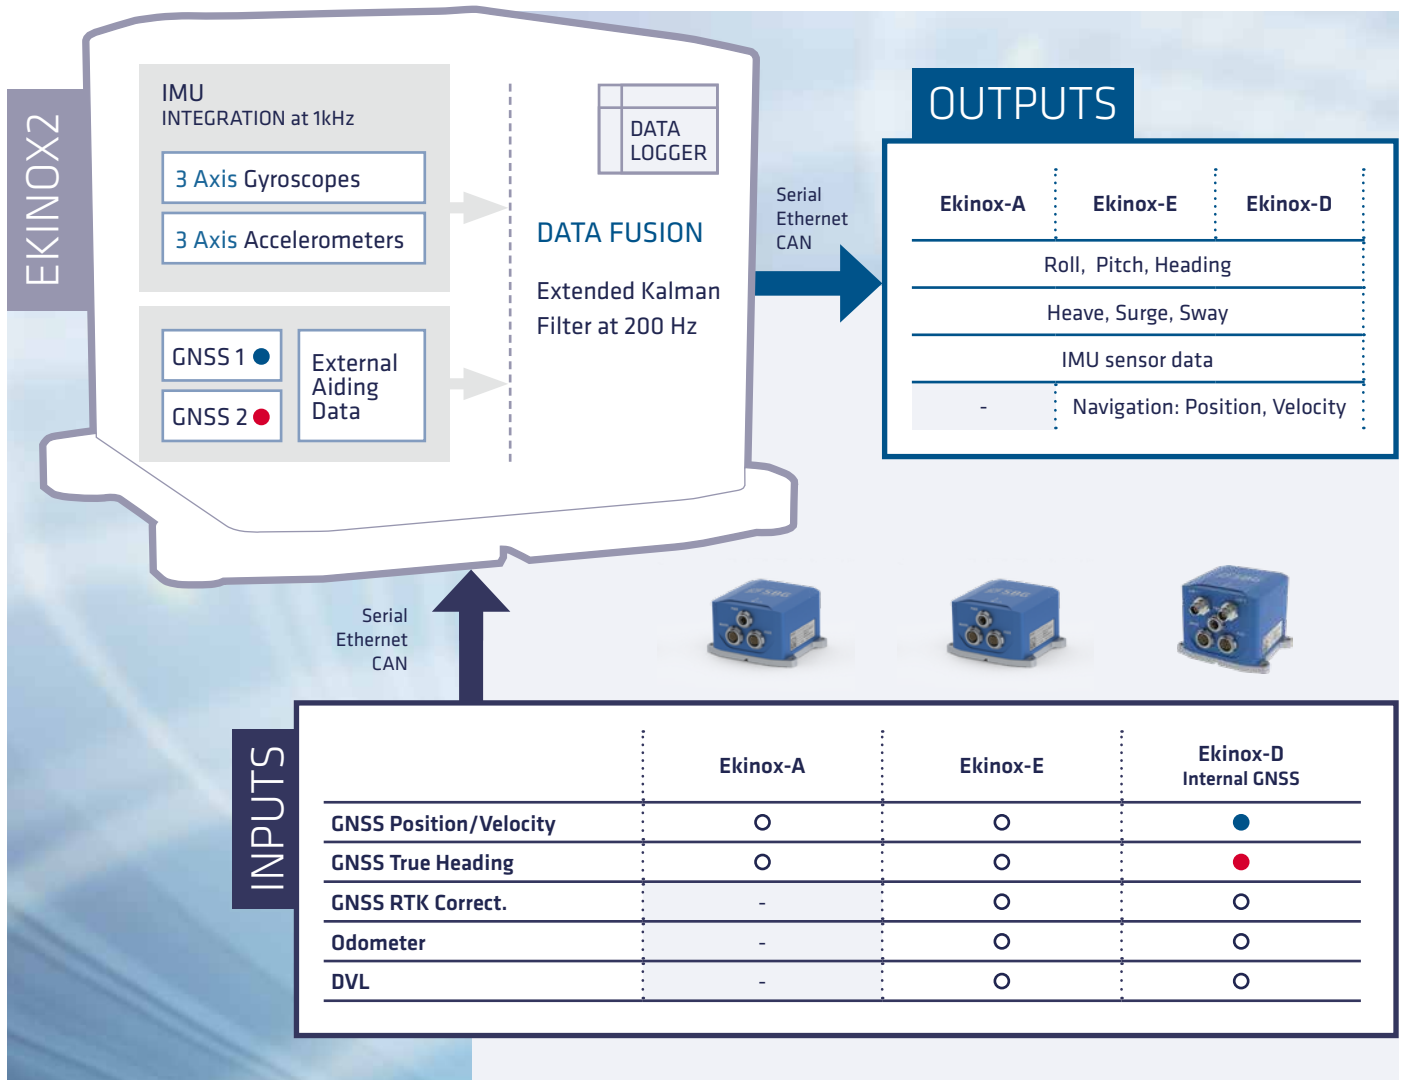 EKINOX2
IMU
INTEGRATION at 1kHz
3 Axis Gyroscopes
3 Axis Accelerometers
GNSS 1
GNSS 2
External
Aiding
Data
DATA
LOGGER
DATA FUSION
Extended Kalman
Filter at 200 Hz
Serial
Ethernet
CAN
OUTPUTS
Ekinox-A Ekinox-E Ekinox-D
Roll, Pitch, Heading
Heave, Surge, Sway
IMU sensor data
- Navigation: Position, Velocity
Serial
Ethernet
CAN
SBG
SBG
SBG
INPUTS
Ekinox-A Ekinox-E Ekinox-D
Internal GNSS
GNSS Position/Velocity
GNSS True Heading
GNSS RTK Correct. -
Odometer -
DVL -